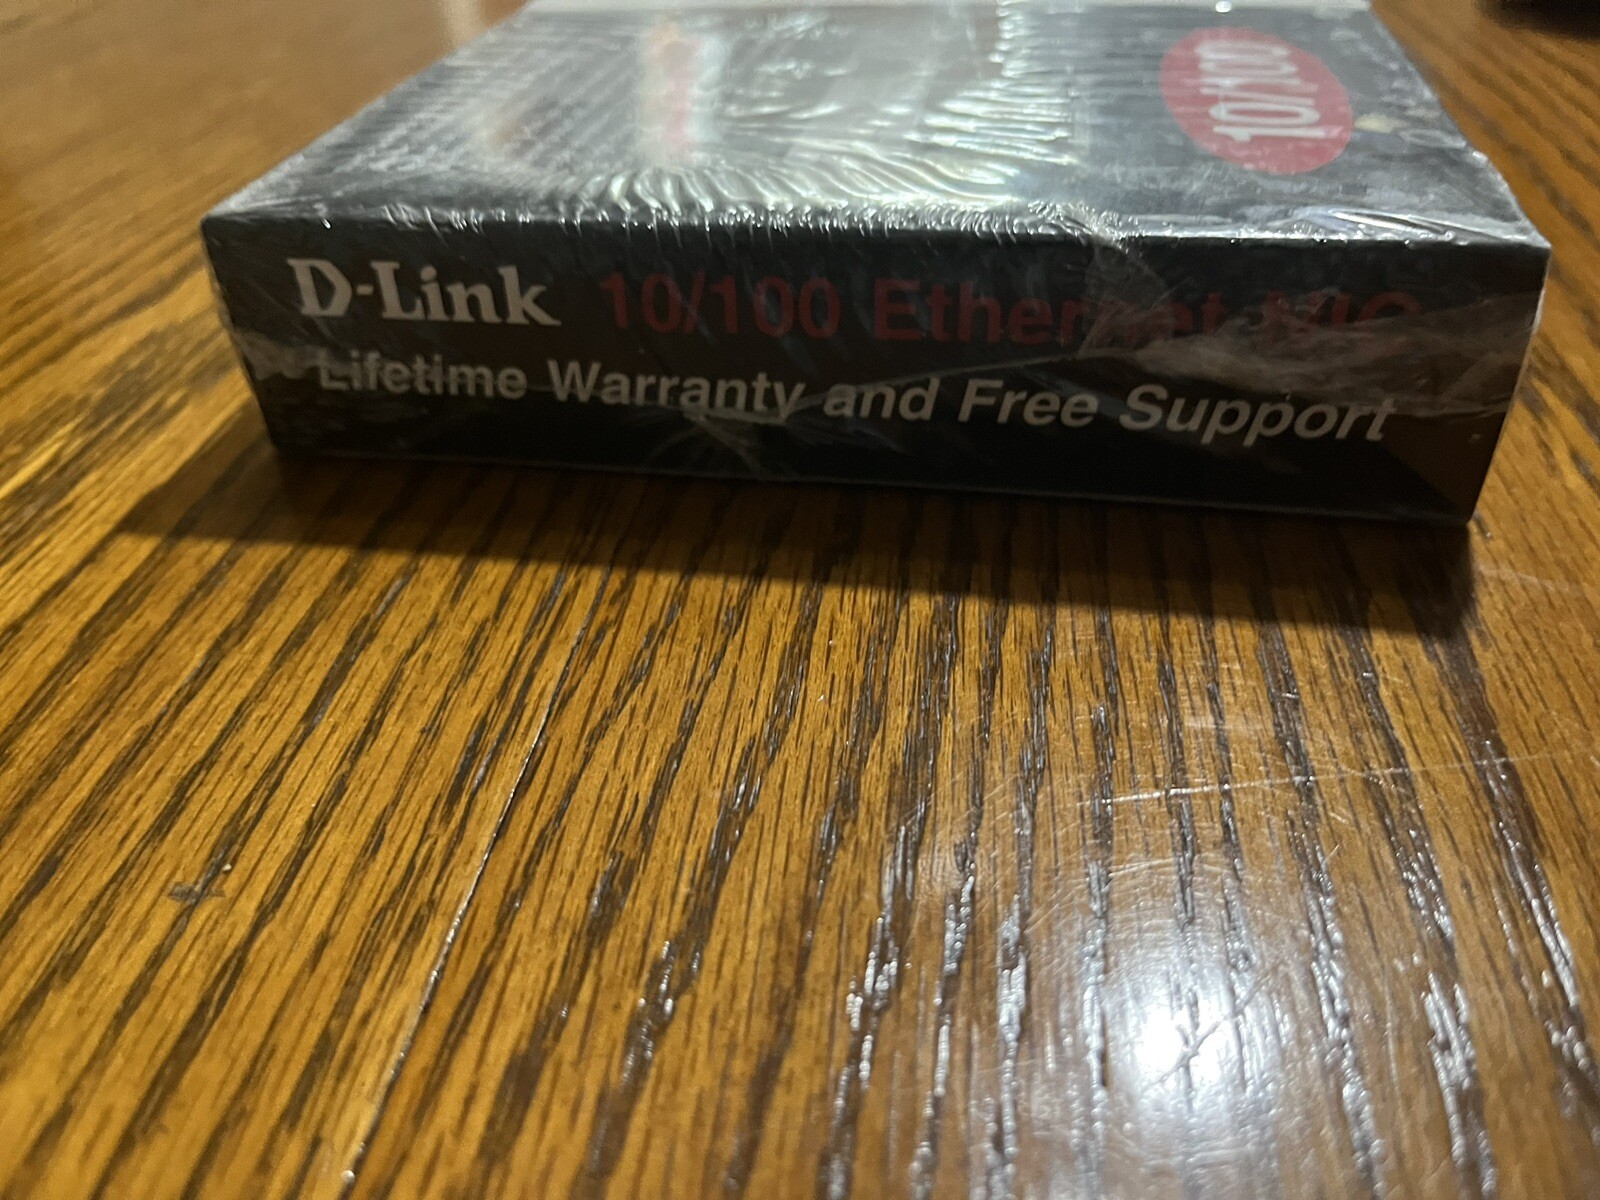 10/100
D-Link 10/100 Ethernet NIC
Lifetime Warranty and Free Support